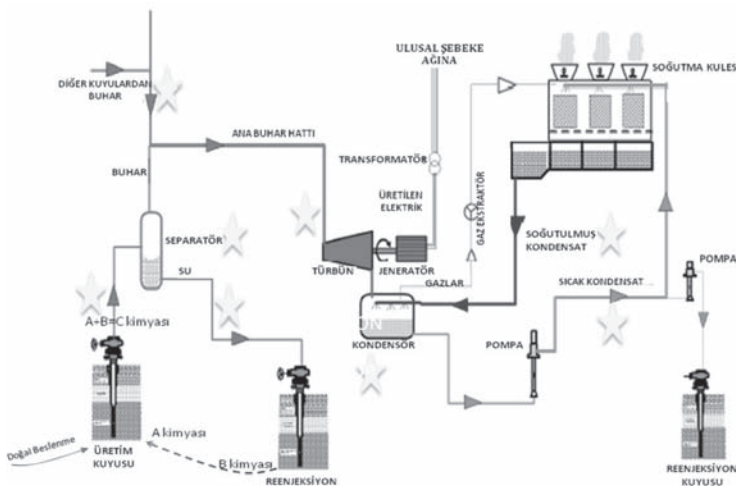 ULUSAL ŞEBEKE
AĞINA
SOĞUTMA KULES
DİĞER KUYULARDAN
BUHAR
ANA BUHAR HATTI
TRANSFORMATÖR
BUHAR
ÜRETİLEN
ELEKTRİK
GAZ EKSTRAKTÖR
SEPARATÖR
SOĞUTULMUŞ
KONDENSAT
SU
TÜRBÜN
JENERATÖR
GAZLAR
SICAK KONDENSAT
POMPA
A+B=C kimyası
KONDENSÖR
POMPA
Doğal Beslenme
ÜRETİM
KUYUSU
A kimyası
B kimyası
REENJEKSİYON
REENJEKSİYON
KUYUSU